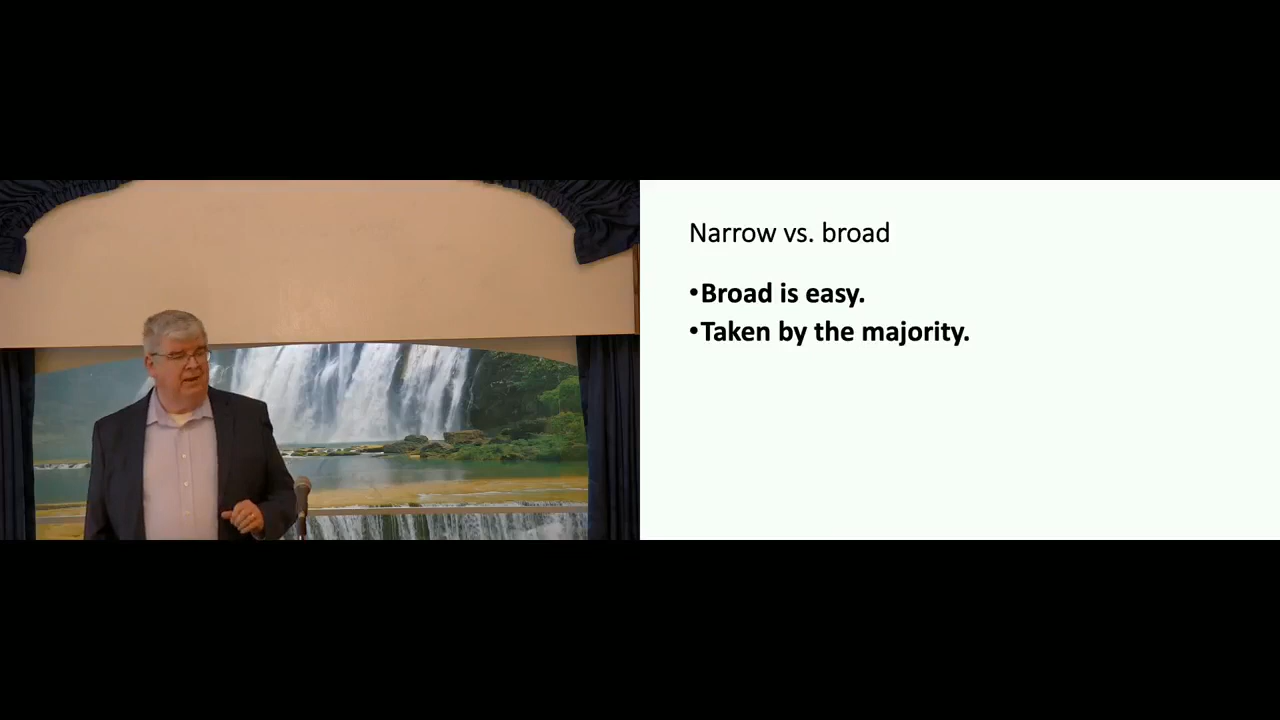 Narrow vs. broad
•Broad is easy.
•Taken by the majority.